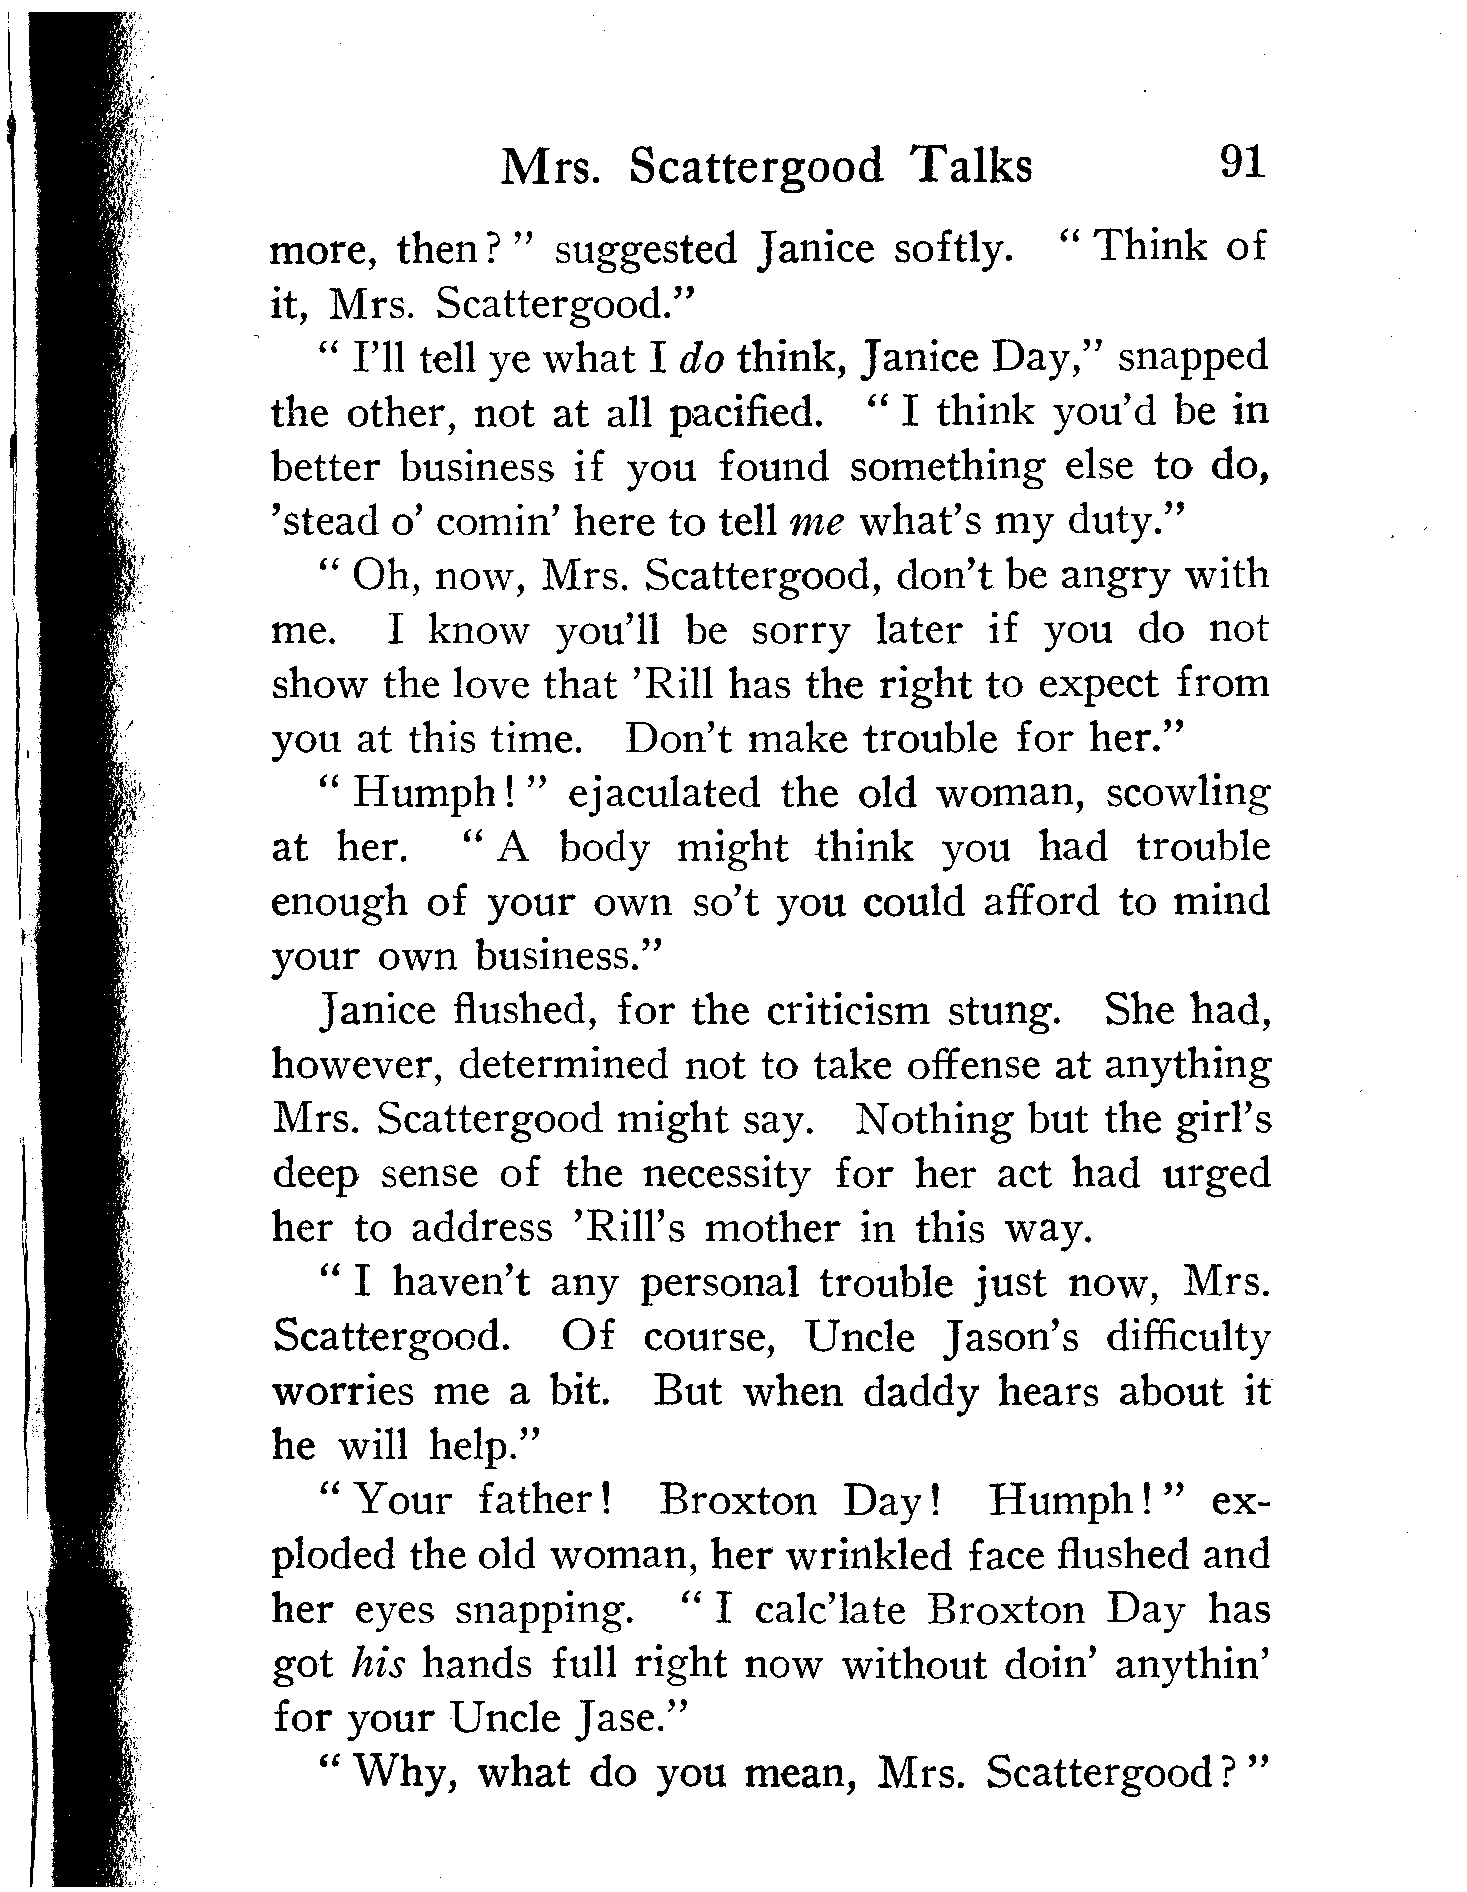 Mrs. Scattergood Talks 91
more, then?" suggested Janice softly. "Think of
it, Mrs. Scattergood."
"I'll tell ye what I do think, Janice Day," snapped
the other, not at all pacified. "I think you'd be in
better business if you found something else to do,
'stead o' comin' here to tell me what's my duty."
"Oh, now, Mrs. Scattergood, don't be angry with
me. I know you'll be sorry later if you do not
show the love that 'Rill has the right to expect from
you at this time. Don't make trouble for her."
"Humph!" ejaculated the old woman, scowling
at her. "A body might think you had trouble
enough of your own so't you could afford to mind
your own business."
Janice flushed, for the criticism stung. She had,
however, determined not to take offense at anything
Mrs. Scattergood might say. Nothing but the girl's
deep sense of the necessity for her act had urged
her to address 'Rill's mother in this way.
"I haven't any personal trouble just now, Mrs.
Scattergood. Of course, Uncle Jason's difficulty
worries me a bit. But when daddy hears about it
he will help."
"Your father! Broxton Day! Humph!" ex-
ploded the old woman, her wrinkled face flushed and
her eyes snapping. "I calc'late Broxton Day has
got his hands full right now without doin' anythin'
for your Uncle Jase."
"Why, what do you mean, Mrs. Scattergood?"